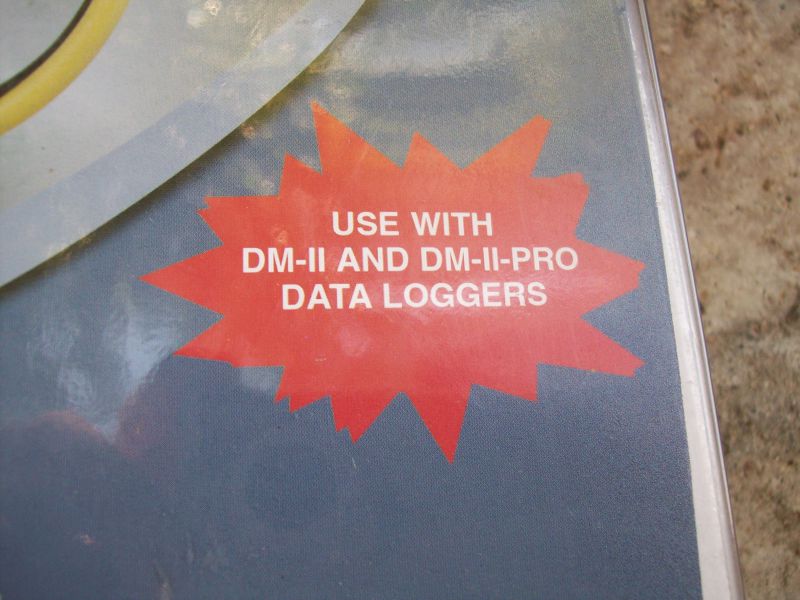 USE WITH
DM-II AND DM-II-PRO
DATA LOGGERS